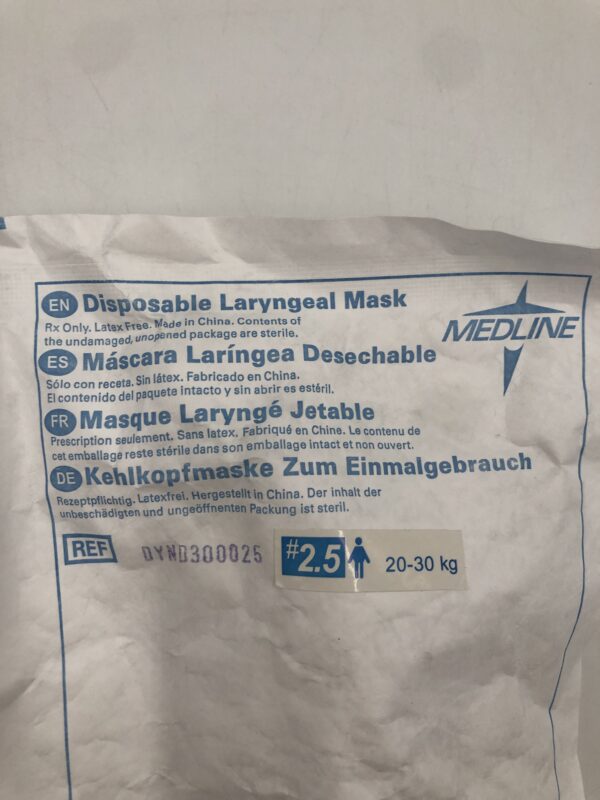 EN Disposable Laryngeal Mask
Rx Only. Latex Free. Made in China. Contents of
the undamaged, unopened package are sterile.
MEDLINE
ES Máscara Laríngea Desechable
Sólo con receta. Sin látex. Fabricado en China.
El contenido del paquete intacto y sin abrir es estéril.
FR Masque Laryngé Jetable
Prescription seulement. Sans latex. Fabriqué en Chine. Le contenu de
cet emballage reste stérile dans son emballage intact et non ouvert.
DE Kehlkopfmaske Zum Einmalgebrauch
Rezeptpflichtig. Latexfrei. Hergestellt in China. Der inhalt der
unbeschädigten und ungeöffnenten Packung ist steril.
REF DYND300025 #2.5 20-30 kg